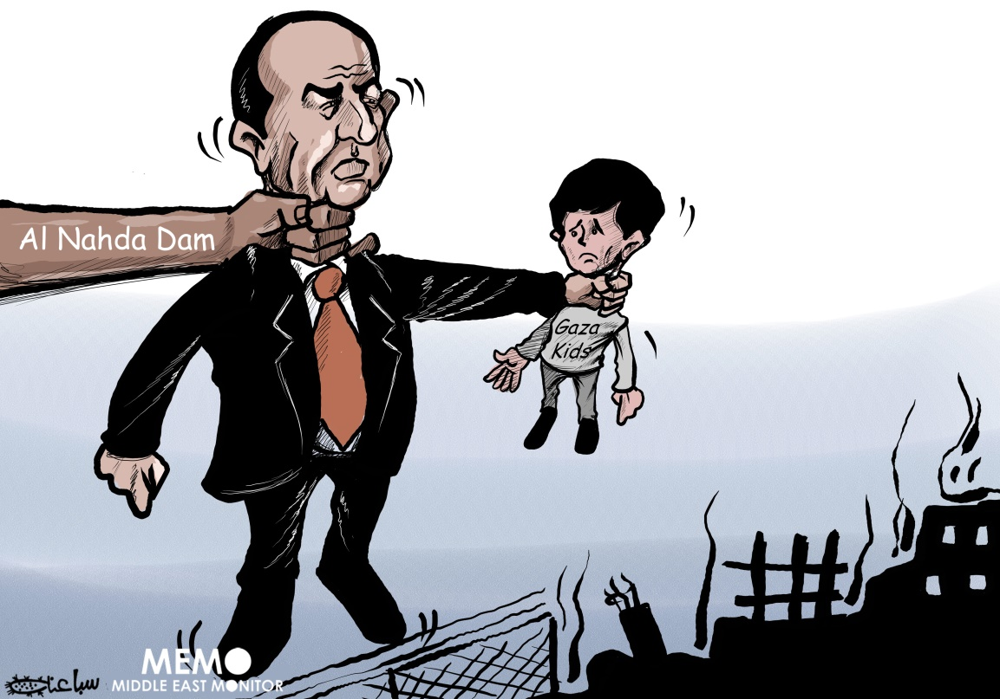 Al Nahda Dam
Gaza
Kids
MEMO
MIDDLE EAST MONITOR
سباعنة